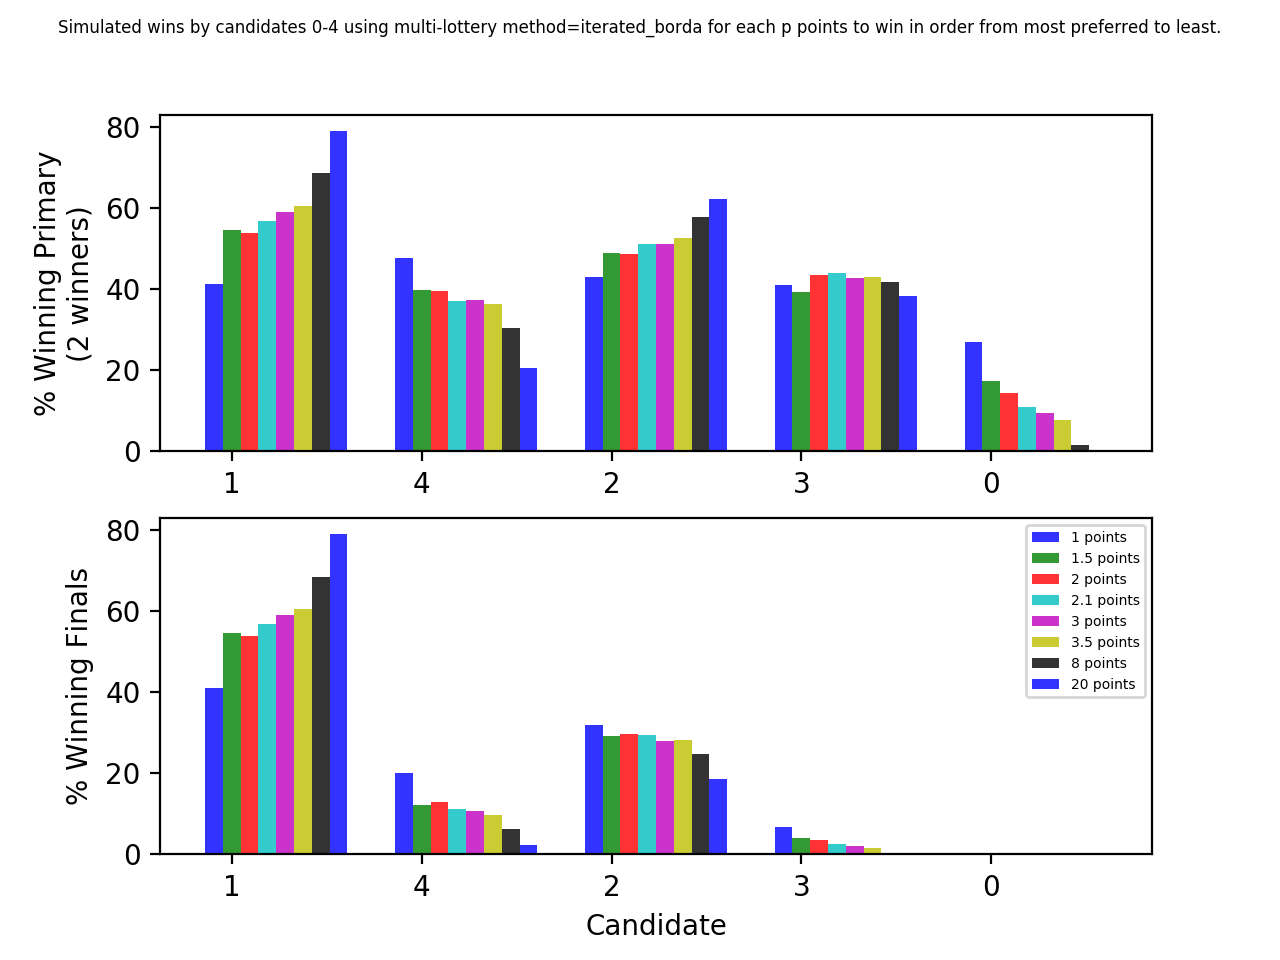 Simulated wins by candidates 0-4 using multi-lottery method=iterated_borda for each p points to win in order from most preferred to least.
% Winning Primary
(2 winners)
80
60
40
20
0
1 4 2 3 0
% Winning Finals
80
60
40
20
0
1 points
1.5 points
2 points
2.1 points
3 points
3.5 points
8 points
20 points
1 4 2 3 0
Candidate